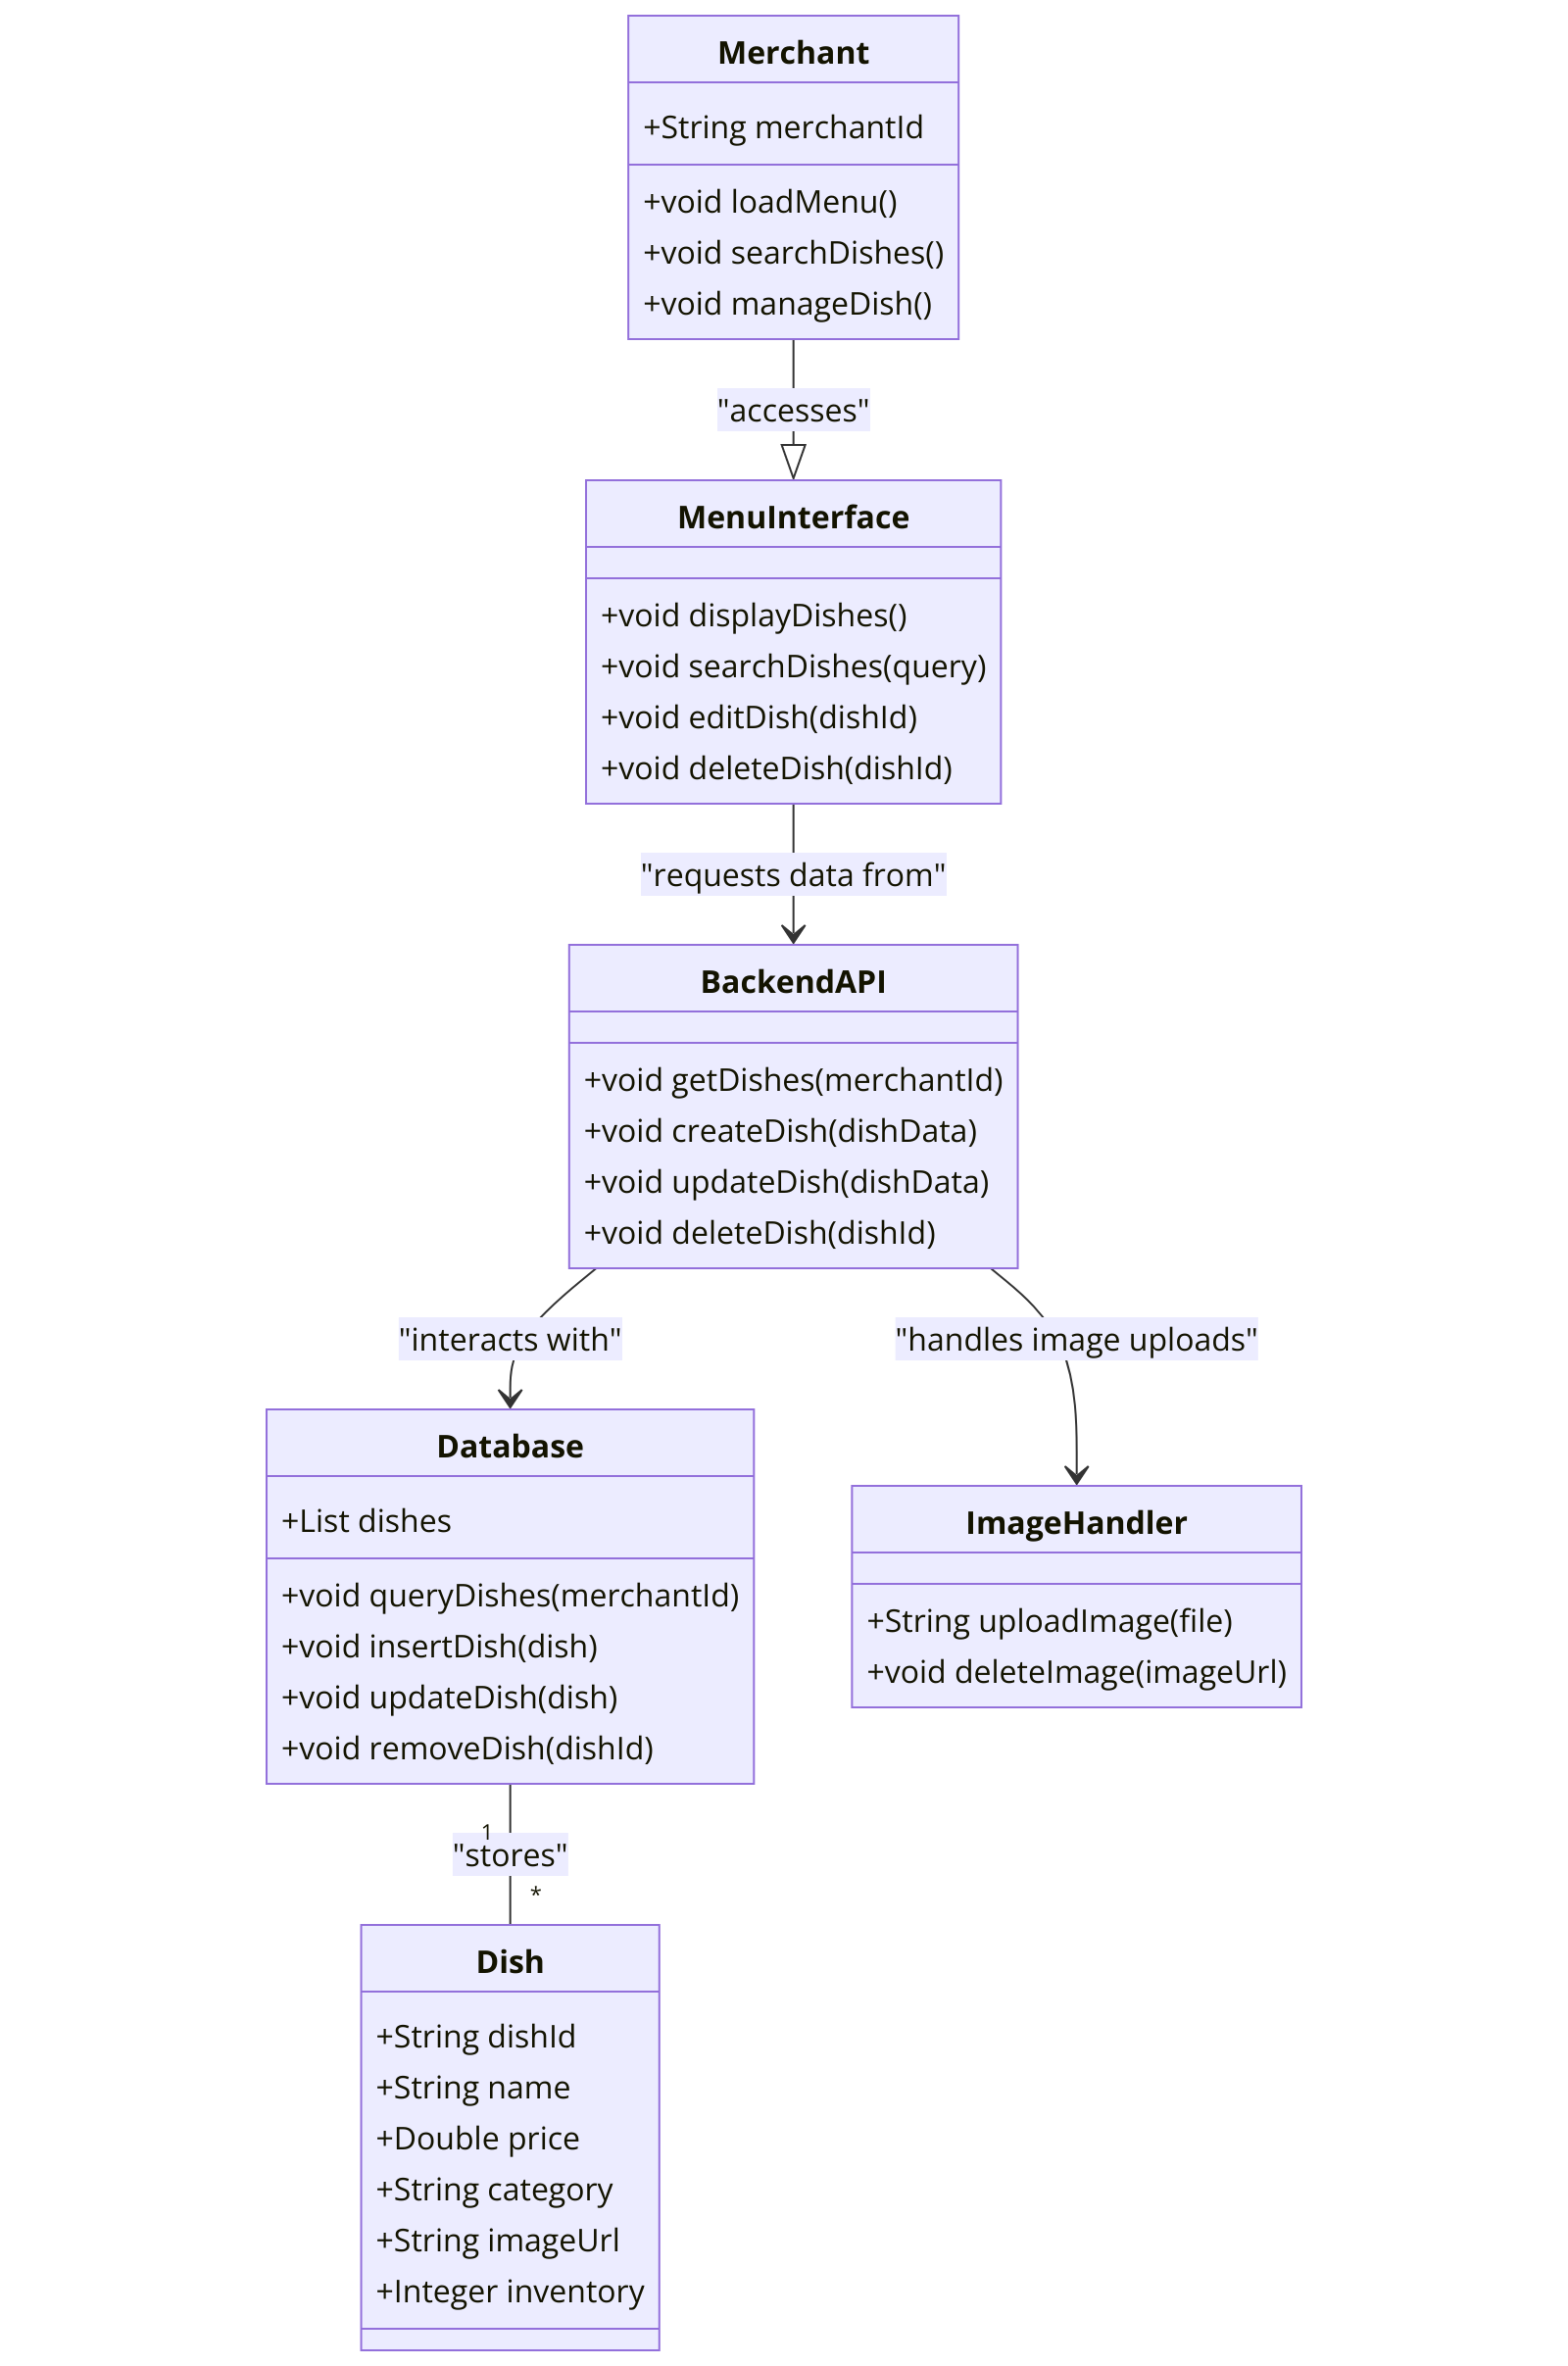 Merchant
+String merchantId
+void loadMenu()
+void searchDishes()
+void manageDish()
"accesses"
MenuInterface
+void displayDishes()
+void searchDishes(query)
+void editDish(dishId)
+void deleteDish(dishId)
"requests data from"
BackendAPI
+void getDishes(merchantId)
+void createDish(dishData)
+void updateDish(dishData)
+void deleteDish(dishId)
"interacts with"
"handles image uploads"
Database
+List dishes
+void queryDishes(merchantId)
+void insertDish(dish)
+void updateDish(dish)
+void removeDish(dishId)
ImageHandler
+String uploadImage(file)
+void deleteImage(imageUrl)
1
"stores"
*
Dish
+String dishId
+String name
+Double price
+String category
+String imageUrl
+Integer inventory